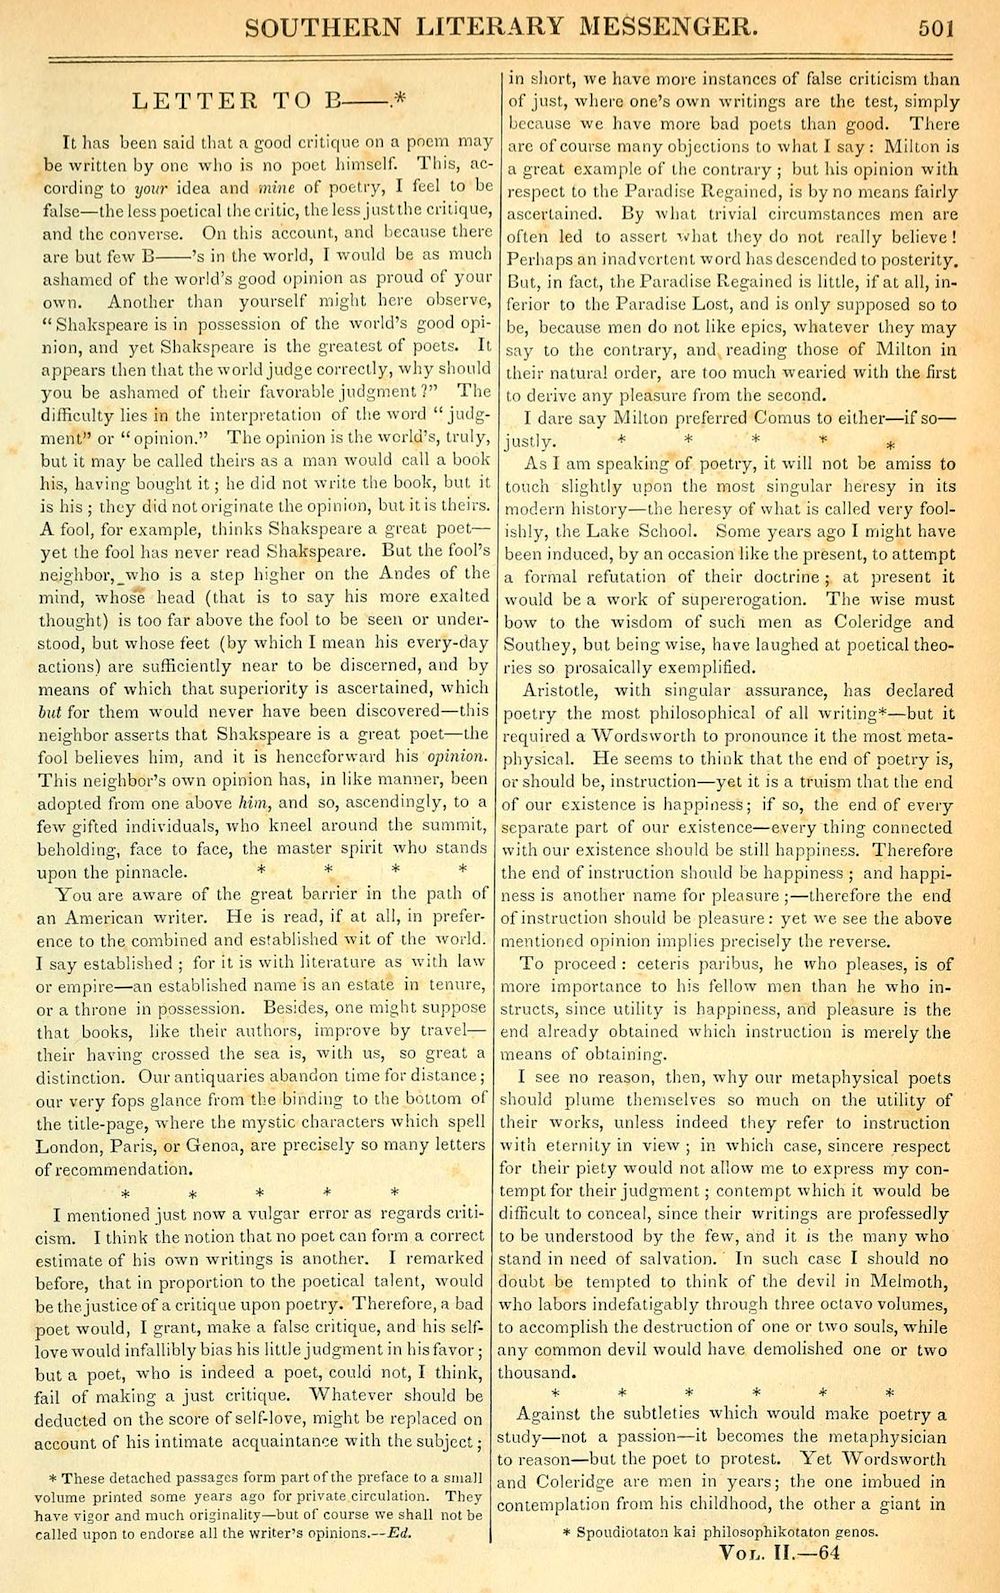 SOUTHERN LITERARY MESSENGER.
501
LETTER TO B——.*
It has been said that a good critique on a poem may
be written by one who is no poet himself. This, ac-
cording to your idea and mine of poetry, I feel to be
false—the less poetical the critic, the less just the critique,
and the converse. On this account, and because there
are but few B——'s in the world, I would be as much
ashamed of the world's good opinion as proud of your
own. Another than yourself might here observe,
"Shakspeare is in possession of the world's good opi-
nion, and yet Shakspeare is the greatest of poets. It
appears then that the world judge correctly, why should
you be ashamed of their favorable judgment?" The
difficulty lies in the interpretation of the word "judg-
ment" or "opinion." The opinion is the world's, truly,
but it may be called theirs as a man would call a book
his, having bought it; he did not write the book, but it
is his; they did not originate the opinion, but it is theirs.
A fool, for example, thinks Shakspeare a great poet—
yet the fool has never read Shakspeare. But the fool's
neighbor, who is a step higher on the Andes of the
mind, whose head (that is to say his more exalted
thought) is too far above the fool to be seen or under-
stood, but whose feet (by which I mean his every-day
actions) are sufficiently near to be discerned, and by
means of which that superiority is ascertained, which
but for them would never have been discovered—this
neighbor asserts that Shakspeare is a great poet—the
fool believes him, and it is henceforward his opinion.
This neighbor's own opinion has, in like manner, been
adopted from one above him, and so, ascendingly, to a
few gifted individuals, who kneel around the summit,
beholding, face to face, the master spirit who stands
upon the pinnacle. * * * *
You are aware of the great barrier in the path of
an American writer. He is read, if at all, in prefer-
ence to the combined and established wit of the world.
I say established; for it is with literature as with law
or empire—an established name is an estate in tenure,
or a throne in possession. Besides, one might suppose
that books, like their authors, improve by travel—
their having crossed the sea is, with us, so great a
distinction. Our antiquaries abandon time for distance;
our very fops glance from the binding to the bottom of
the title-page, where the mystic characters which spell
London, Paris, or Genoa, are precisely so many letters
of recommendation.
* * * * *
I mentioned just now a vulgar error as regards criti-
cism. I think the notion that no poet can form a correct
estimate of his own writings is another. I remarked
before, that in proportion to the poetical talent, would
be the justice of a critique upon poetry. Therefore, a bad
poet would, I grant, make a false critique, and his self-
love would infallibly bias his little judgment in his favor;
but a poet, who is indeed a poet, could not, I think,
fail of making a just critique. Whatever should be
deducted on the score of self-love, might be replaced on
account of his intimate acquaintance with the subject;
* These detached passages form part of the preface to a small
volume printed some years ago for private circulation. They
have vigor and much originality—but of course we shall not be
called upon to endorse all the writer's opinions.--Ed.
in short, we have more instances of false criticism than
of just, where one's own writings are the test, simply
because we have more bad poets than good. There
are of course many objections to what I say: Milton is
a great example of the contrary; but his opinion with
respect to the Paradise Regained, is by no means fairly
ascertained. By what trivial circumstances men are
often led to assert what they do not really believe!
Perhaps an inadvertent word has descended to posterity.
But, in fact, the Paradise Regained is little, if at all, in-
ferior to the Paradise Lost, and is only supposed so to
be, because men do not like epics, whatever they may
say to the contrary, and reading those of Milton in
their natural order, are too much wearied with the first
to derive any pleasure from the second.
I dare say Milton preferred Comus to either—if so—
justly. * * * * *
As I am speaking of poetry, it will not be amiss to
touch slightly upon the most singular heresy in its
modern history—the heresy of what is called very fool-
ishly, the Lake School. Some years ago I might have
been induced, by an occasion like the present, to attempt
a formal refutation of their doctrine; at present it
would be a work of supererogation. The wise must
bow to the wisdom of such men as Coleridge and
Southey, but being wise, have laughed at poetical theo-
ries so prosaically exemplified.
Aristotle, with singular assurance, has declared
poetry the most philosophical of all writing*—but it
required a Wordsworth to pronounce it the most meta-
physical. He seems to think that the end of poetry is,
or should be, instruction—yet it is a truism that the end
of our existence is happiness; if so, the end of every
separate part of our existence—every thing connected
with our existence should be still happiness. Therefore
the end of instruction should be happiness; and happi-
ness is another name for pleasure;—therefore the end
of instruction should be pleasure: yet we see the above
mentioned opinion implies precisely the reverse.
To proceed: ceteris paribus, he who pleases, is of
more importance to his fellow men than he who in-
structs, since utility is happiness, and pleasure is the
end already obtained which instruction is merely the
means of obtaining.
I see no reason, then, why our metaphysical poets
should plume themselves so much on the utility of
their works, unless indeed they refer to instruction
with eternity in view; in which case, sincere respect
for their piety would not allow me to express my con-
tempt for their judgment; contempt which it would be
difficult to conceal, since their writings are professedly
to be understood by the few, and it is the many who
stand in need of salvation. In such case I should no
doubt be tempted to think of the devil in Melmoth,
who labors indefatigably through three octavo volumes,
to accomplish the destruction of one or two souls, while
any common devil would have demolished one or two
thousand.
* * * * * *
Against the subtleties which would make poetry a
study—not a passion—it becomes the metaphysician
to reason—but the poet to protest. Yet Wordsworth
and Coleridge are men in years; the one imbued in
contemplation from his childhood, the other a giant in
* Spoudiotaton kai philosophikotaton genos.
VOL. II.—64